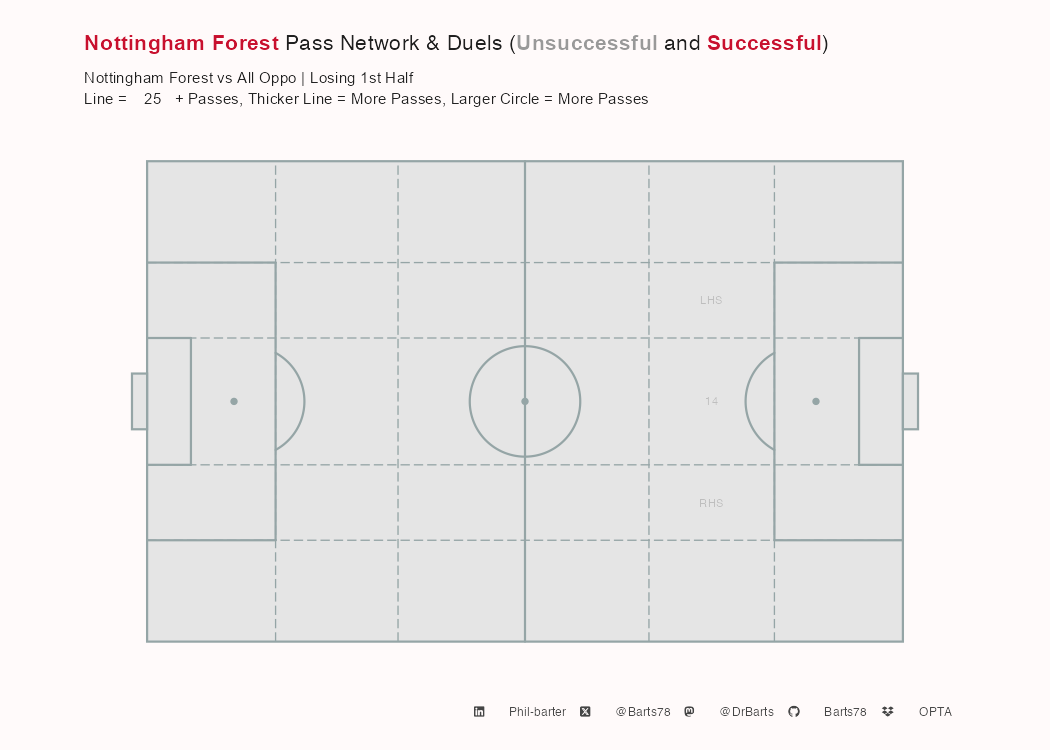 Nottingham Forest Pass Network & Duels (Unsuccessful and Successful)
Nottingham Forest vs All Oppo | Losing 1st Half
Line = 25 + Passes, Thicker Line = More Passes, Larger Circle = More Passes
LHS
14
RHS
Phil-barter @Barts78 @DrBarts Barts78 OPTA